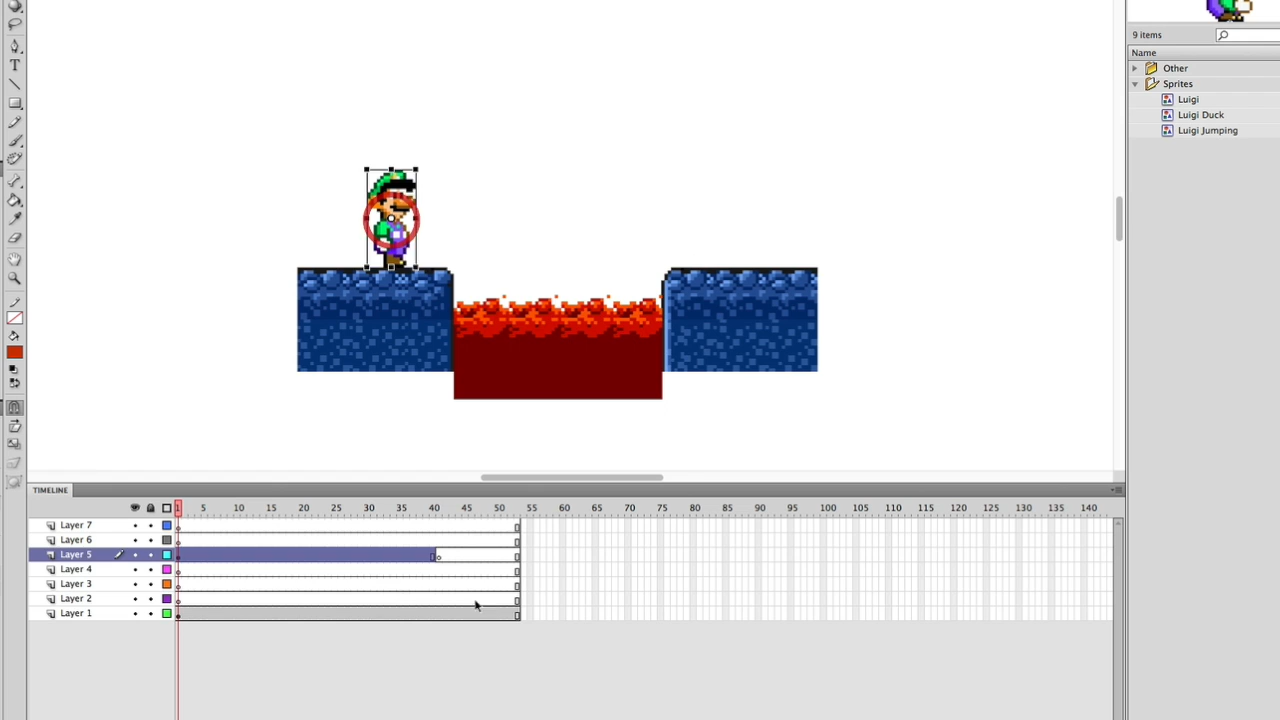 9 items
Name
Other
Sprites
Luigi
Luigi Duck
Luigi Jumping
TIMELINE
1 5 10 15 20 25 30 35 40 45 50 55 60 65 70 75 80 85 90 95 100 105 110 115 120 125 130 135 140
Layer 7
Layer 6
Layer 5
Layer 4
Layer 3
Layer 2
Layer 1